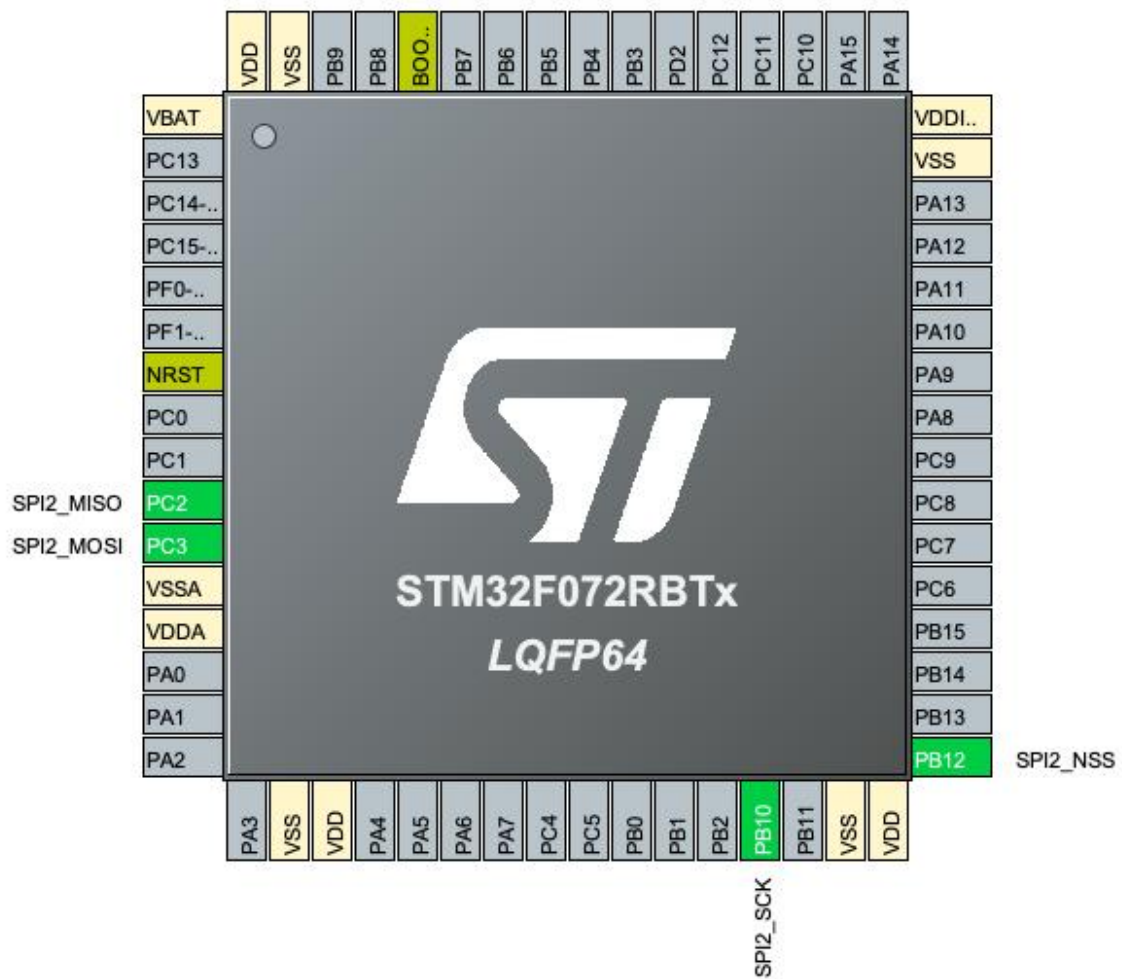 VDD
VSS
PB9
PB8
BOO..
PB7
PB6
PB5
PB4
PB3
PD2
PC12
PC11
PC10
PA15
PA14
VBAT
PC13
PC14-..
PC15-..
PF0-..
PF1-..
NRST
PC0
PC1
SPI2_MISO PC2
SPI2_MOSI PC3
VSSA
VDDA
PA0
PA1
PA2
ST
STM32F072RBTx
LQFP64
VDDI..
VSS
PA13
PA12
PA11
PA10
PA9
PA8
PC9
PC8
PC7
PC6
PB15
PB14
PB13
PB12 SPI2_NSS
PA3
VSS
VDD
PA4
PA5
PA6
PA7
PC4
PC5
PB0
PB1
PB2
PB10
PB11
VSS
VDD
SPI2_SCK